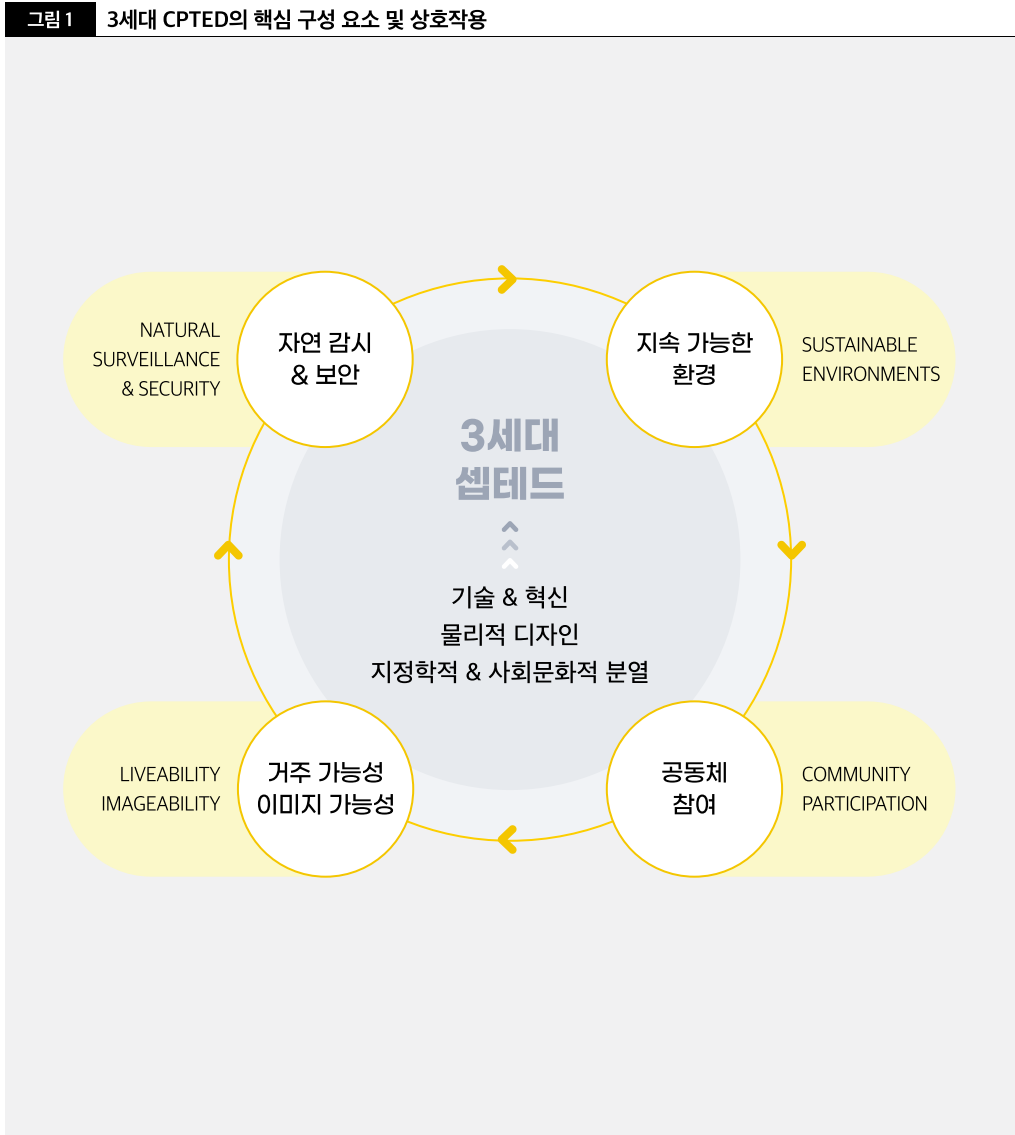 그림 1
3세대 CPTED의 핵심 구성 요소 및 상호작용
NATURAL
SURVEILLANCE
& SECURITY
자연 감시
& 보안
지속 가능한
환경
SUSTAINABLE
ENVIRONMENTS
3세대
셉테드
기술 & 혁신
물리적 디자인
지정학적 & 사회문화적 분열
LIVEABILITY
IMAGEABILITY
거주 가능성
이미지 가능성
공동체
참여
COMMUNITY
PARTICIPATION